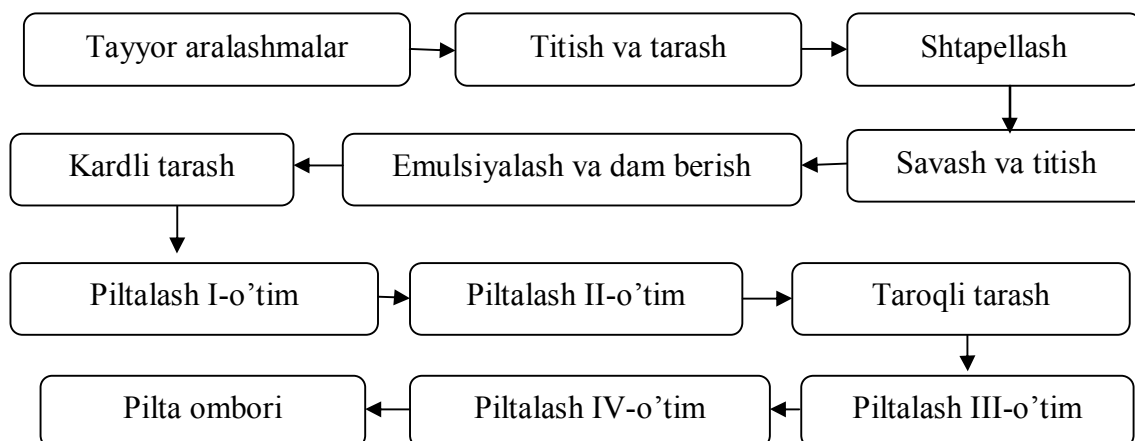 Tayyor aralashmalar
Titish va tarash
Shtapellash
Kardli tarash
Emulsiyalash va dam berish
Savash va titish
Piltalash I-o’tim
Piltalash II-o’tim
Taroqli tarash
Pilta ombori
Piltalash IV-o’tim
Piltalash III-o’tim